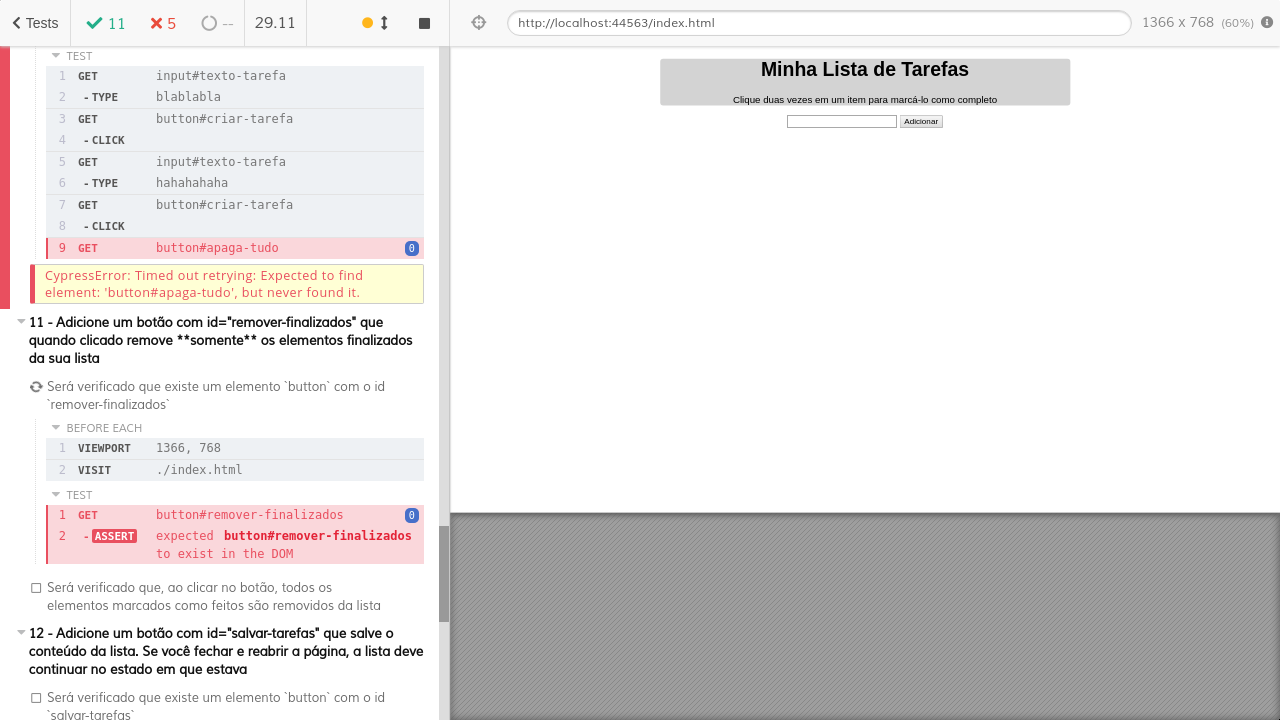 Tests 11 5 -- 29.11
http://localhost:44563/index.html 1366 x 768 (60%)
TEST
1 GET input#texto-tarefa
2 - TYPE blablabla
3 GET button#criar-tarefa
4 - CLICK
5 GET input#texto-tarefa
6 - TYPE hahahahaha
7 GET button#criar-tarefa
8 - CLICK
9 GET button#apaga-tudo 0
CypressError: Timed out retrying: Expected to find
element: 'button#apaga-tudo', but never found it.
11 - Adicione um botão com id="remover-finalizados" que
quando clicado remove **somente** os elementos finalizados
da sua lista
Será verificado que existe um elemento `button` com o id
`remover-finalizados`
BEFORE EACH
1 VIEWPORT 1366, 768
2 VISIT ./index.html
TEST
1 GET button#remover-finalizados 0
2 - ASSERT expected button#remover-finalizados
to exist in the DOM
Será verificado que, ao clicar no botão, todos os
elementos marcados como feitos são removidos da lista
12 - Adicione um botão com id="salvar-tarefas" que salve o
conteúdo da lista. Se você fechar e reabrir a página, a lista deve
continuar no estado em que estava
Será verificado que existe um elemento `button` com o id
`salvar-tarefas`
Minha Lista de Tarefas
Clique duas vezes em um item para marcá-lo como completo
Adicionar